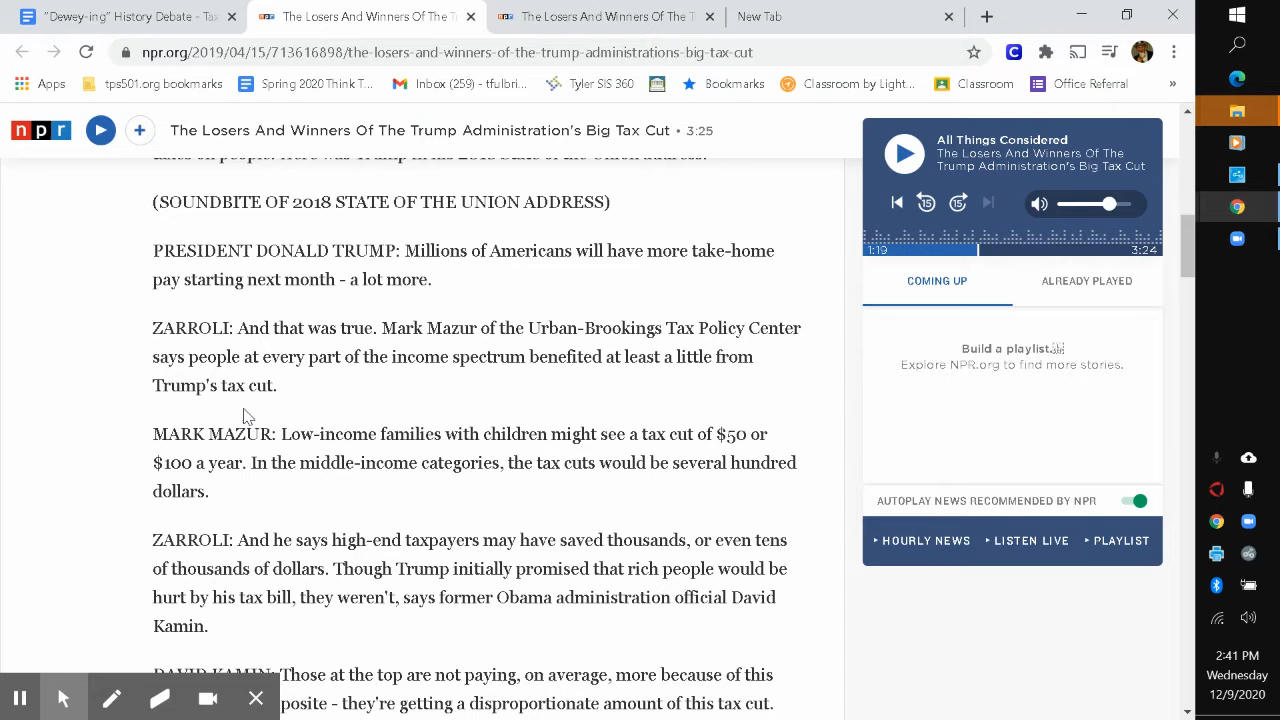 "Dewey-ing" History Debate - Tax
The Losers And Winners Of The T
The Losers And Winners Of The T
New Tab
npr.org/2019/04/15/713616898/the-losers-and-winners-of-the-trump-administrations-big-tax-cut
Apps
tps501.org bookmarks
Spring 2020 Think T...
Inbox (259) - tfulbri...
Tyler SIS 360
Bookmarks
Classroom by Light...
Classroom
Office Referral
»
npr
The Losers And Winners Of The Trump Administration's Big Tax Cut • 3:25
(SOUNDBITE OF 2018 STATE OF THE UNION ADDRESS)
PRESIDENT DONALD TRUMP: Millions of Americans will have more take-home
pay starting next month - a lot more.
ZARROLI: And that was true. Mark Mazur of the Urban-Brookings Tax Policy Center
says people at every part of the income spectrum benefited at least a little from
Trump's tax cut.
MARK MAZUR: Low-income families with children might see a tax cut of $50 or
$100 a year. In the middle-income categories, the tax cuts would be several hundred
dollars.
ZARROLI: And he says high-end taxpayers may have saved thousands, or even tens
of thousands of dollars. Though Trump initially promised that rich people would be
hurt by his tax bill, they weren't, says former Obama administration official David
Kamin.
DAVID KAMIN: Those at the top are not paying, on average, more because of this
posite - they're getting a disproportionate amount of this tax cut.
All Things Considered
The Losers And Winners Of The
Trump Administration's Big Tax Cut
15
15
1:19
3:24
COMING UP
ALREADY PLAYED
Build a playlist.
Explore NPR.org to find more stories.
AUTOPLAY NEWS RECOMMENDED BY NPR
HOURLY NEWS
LISTEN LIVE
PLAYLIST
2:41 PM
Wednesday
12/9/2020